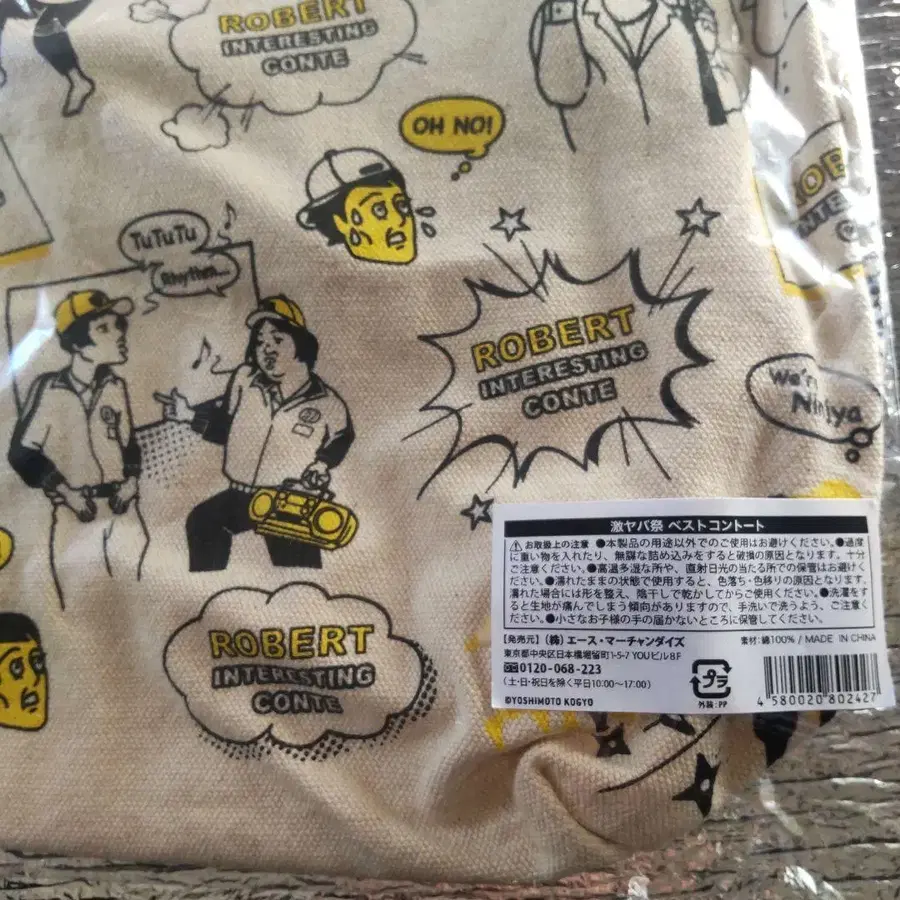 ROBERT
INTERESTING
CONTE
OH NO!
TuTuTu
Rhythm....
ROBERT
INTERESTING
CONTE
ROB
INTE
We're
Ninjya
ROBERT
INTERESTING
CONTE
激ヤバ祭 ベストコントート
お取扱上の注意 ●本製品の用途以外でのご使用はお避けください。●過度
に重い物を入れたり、無謀な詰め込みをすると破損の原因となります。十分
ご注意ください。●高温多湿な所や、直射日光の当たる所での保管はお避けく
ださい。●濡れたままの状態で使用すると、色落ち・色移りの原因となります。
濡れた場合には形を整え、陰干しで乾かしてからご使用ください。●洗濯をす
ると生地が痛んでしまう傾向がありますので、手洗いで洗うよう、ご注意くだ
さい。●小さなお子様の手の届かないところに保管してください。
【発売元】(株)エース・マーチャンダイズ
素材:綿100% / MADE IN CHINA
東京都中央区日本橋堀留町1-5-7 YOUビル8F
0120-068-223
(土・日・祝日を除く平日10:00~17:00)
©YOSHIMOTO KOGYO
プラ
外装:PP
4 580020 802427